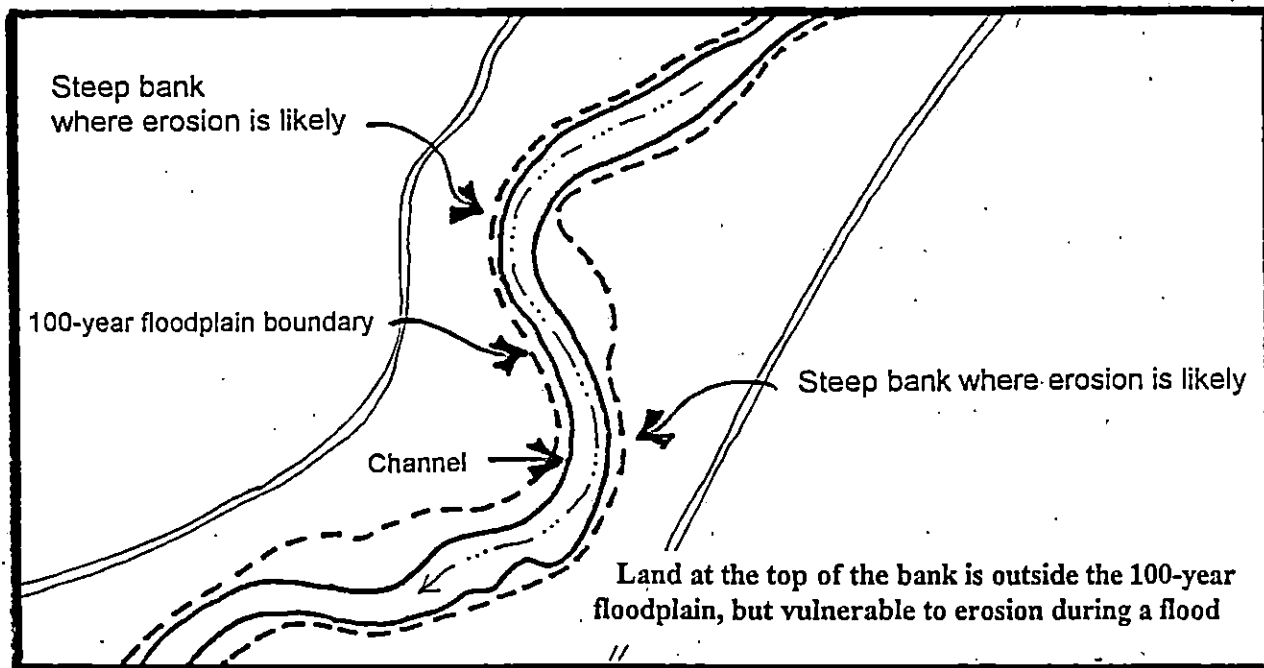 Steep bank
where erosion is likely
100-year floodplain boundary
Steep bank where erosion is likely
Channel
Land at the top of the bank is outside the 100-year
floodplain, but vulnerable to erosion during a flood